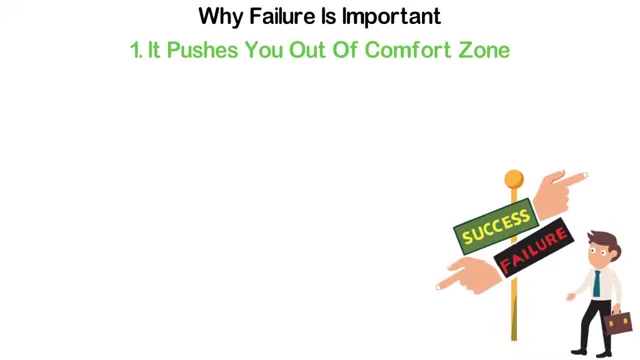 Why Failure Is Important
1. It Pushes You Out Of Comfort Zone
SUCCESS
FAILURE